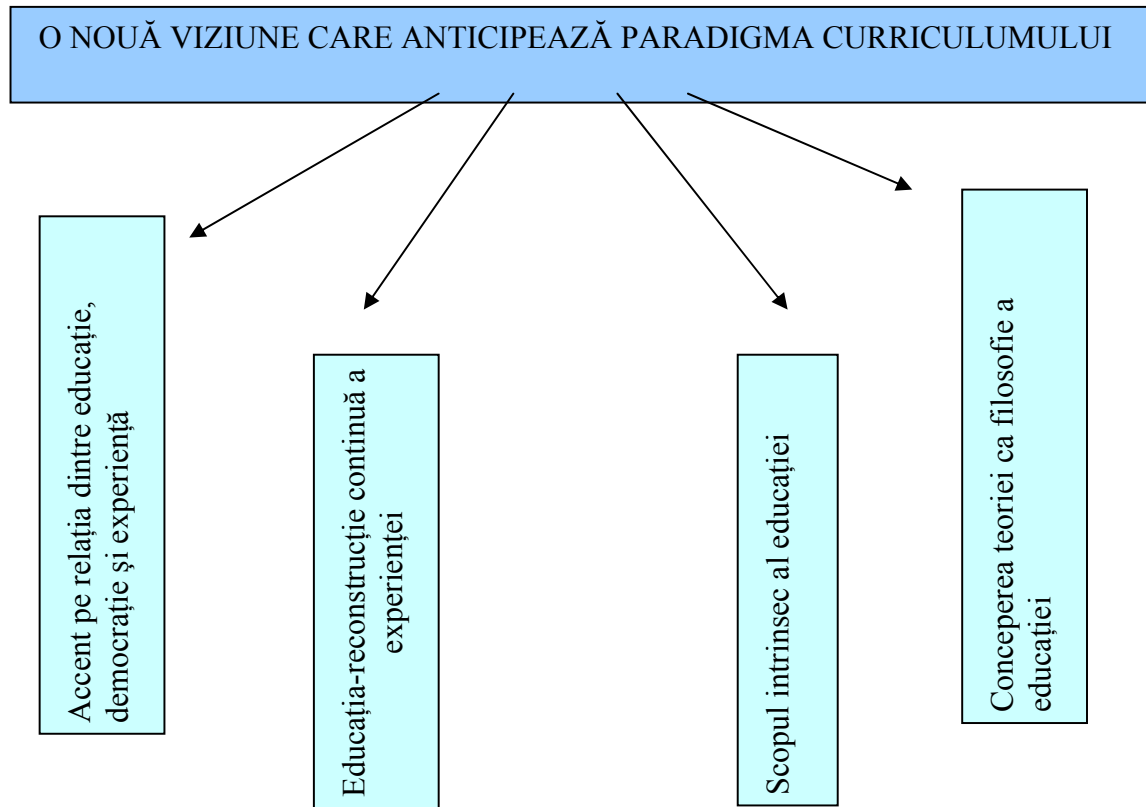 O NOUĂ VIZIUNE CARE ANTICIPEAZĂ PARADIGMA CURRICULUMULUI
Accent pe relația dintre educație,
democrație și experiență
Educația-reconstrucție continuă a
experienței
Scopul intrinsec al educației
Conceperea teoriei ca filosofie a
educației